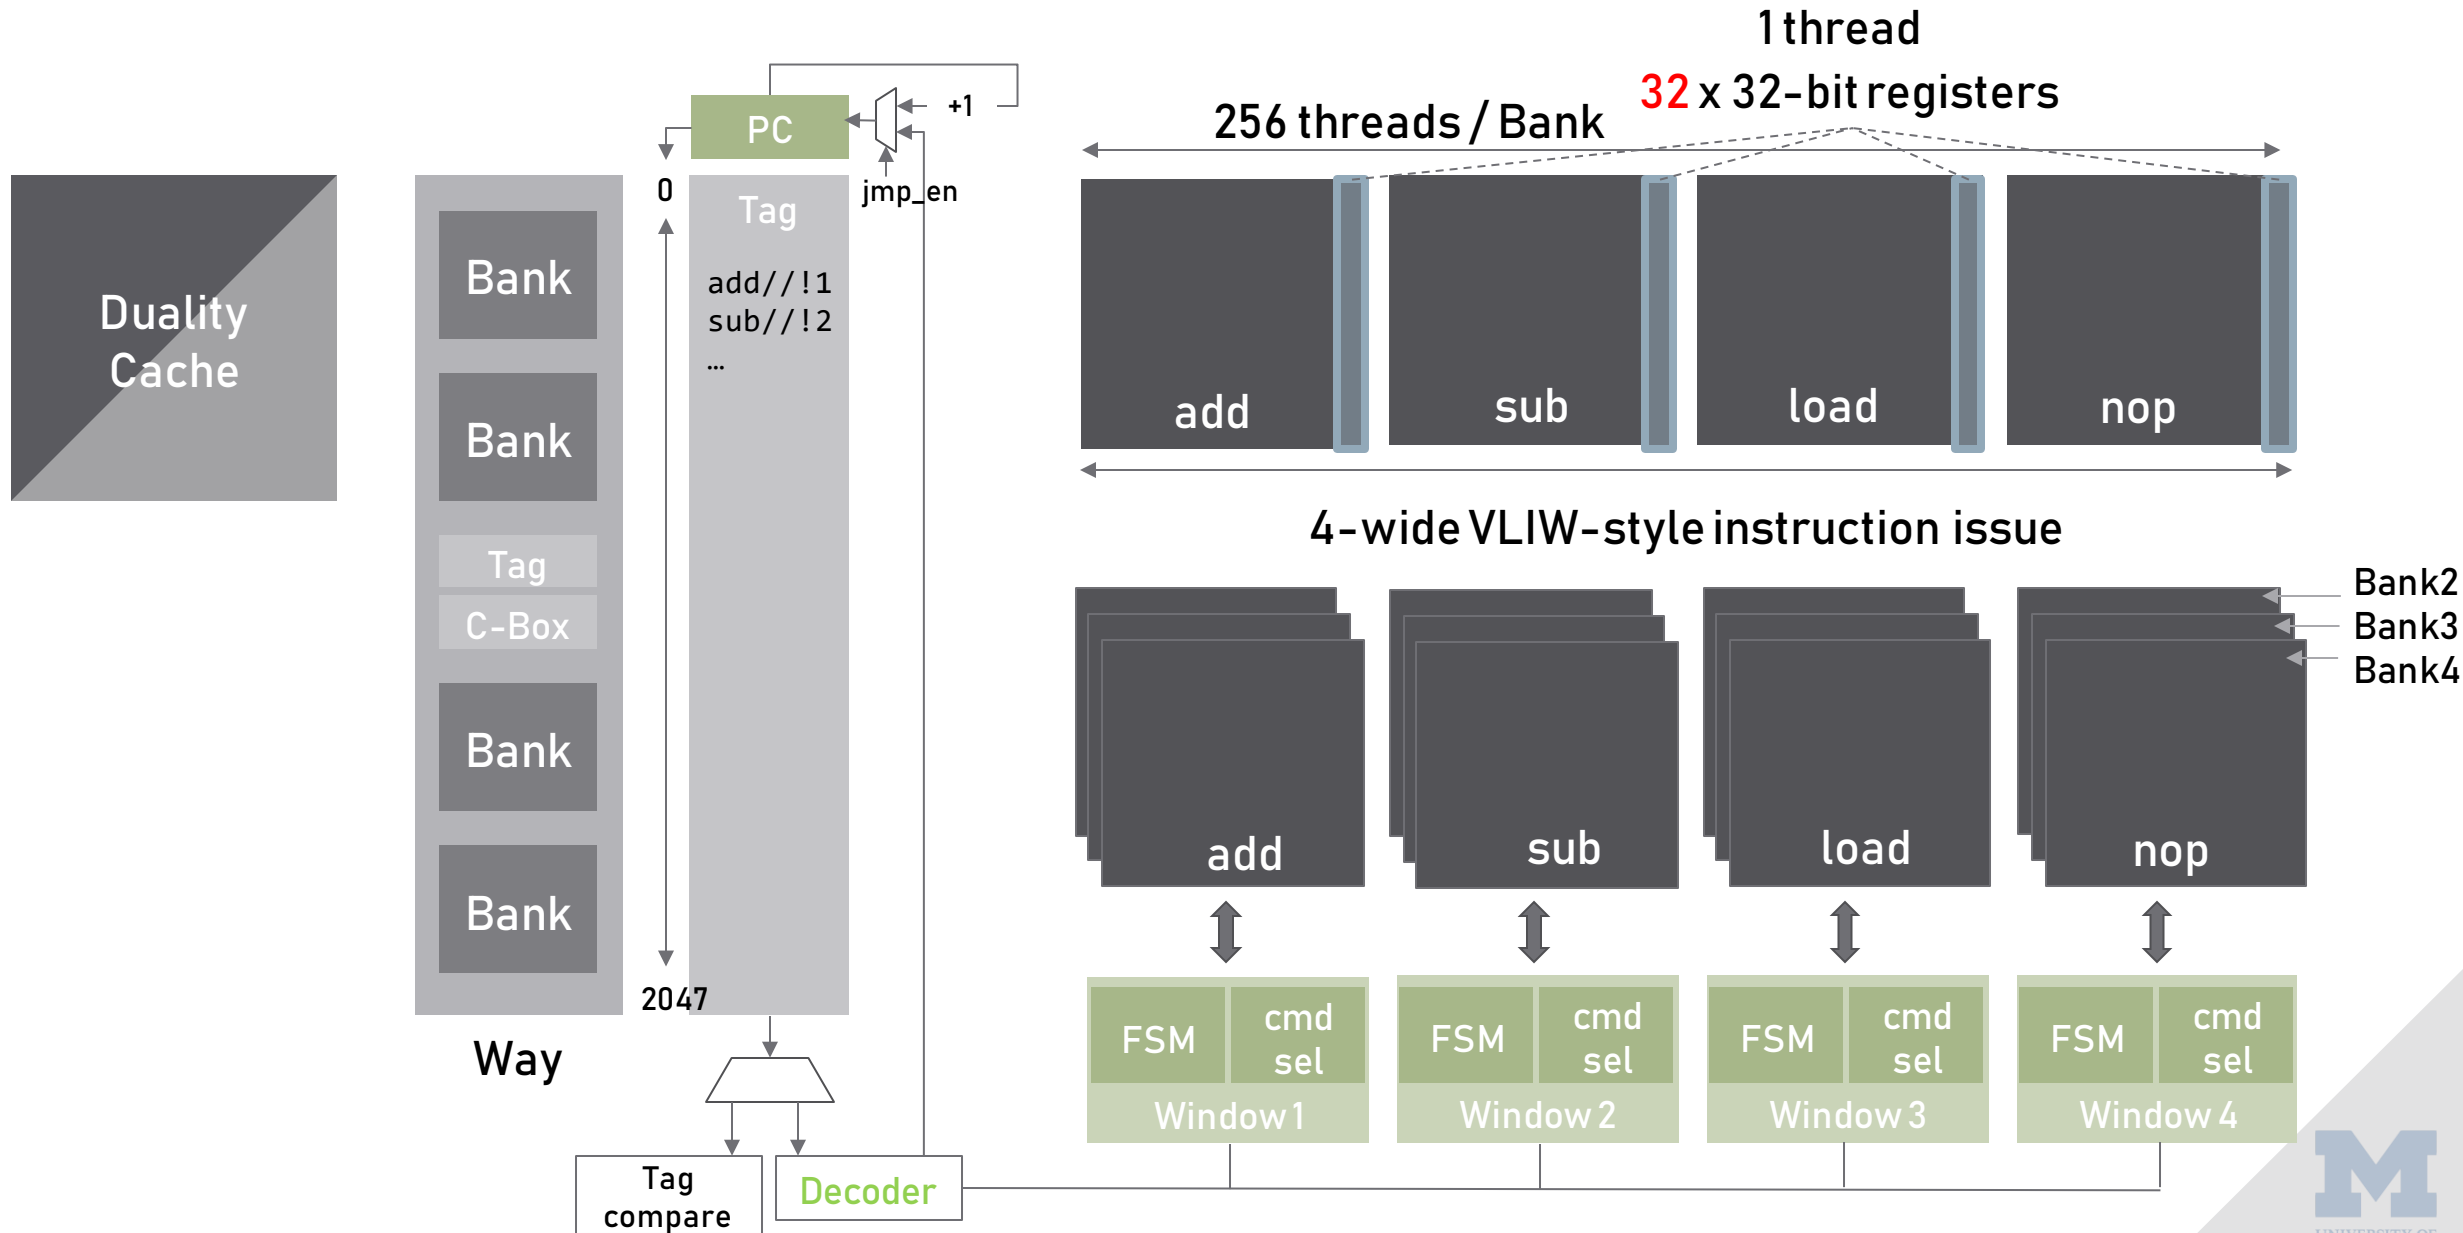 1 thread
32 x 32-bit registers
256 threads / Bank
PC
+1
jmp_en
0
2047
Duality
Cache
Bank
Bank
Tag
C-Box
Bank
Bank
Way
Tag
add//!1
sub//!2
…
add
sub
load
nop
4-wide VLIW-style instruction issue
Bank2
Bank3
Bank4
add
sub
load
nop
FSM
cmd
sel
Window 1
FSM
cmd
sel
Window 2
FSM
cmd
sel
Window 3
FSM
cmd
sel
Window 4
Tag
compare
Decoder
M
UNIVERSITY OF